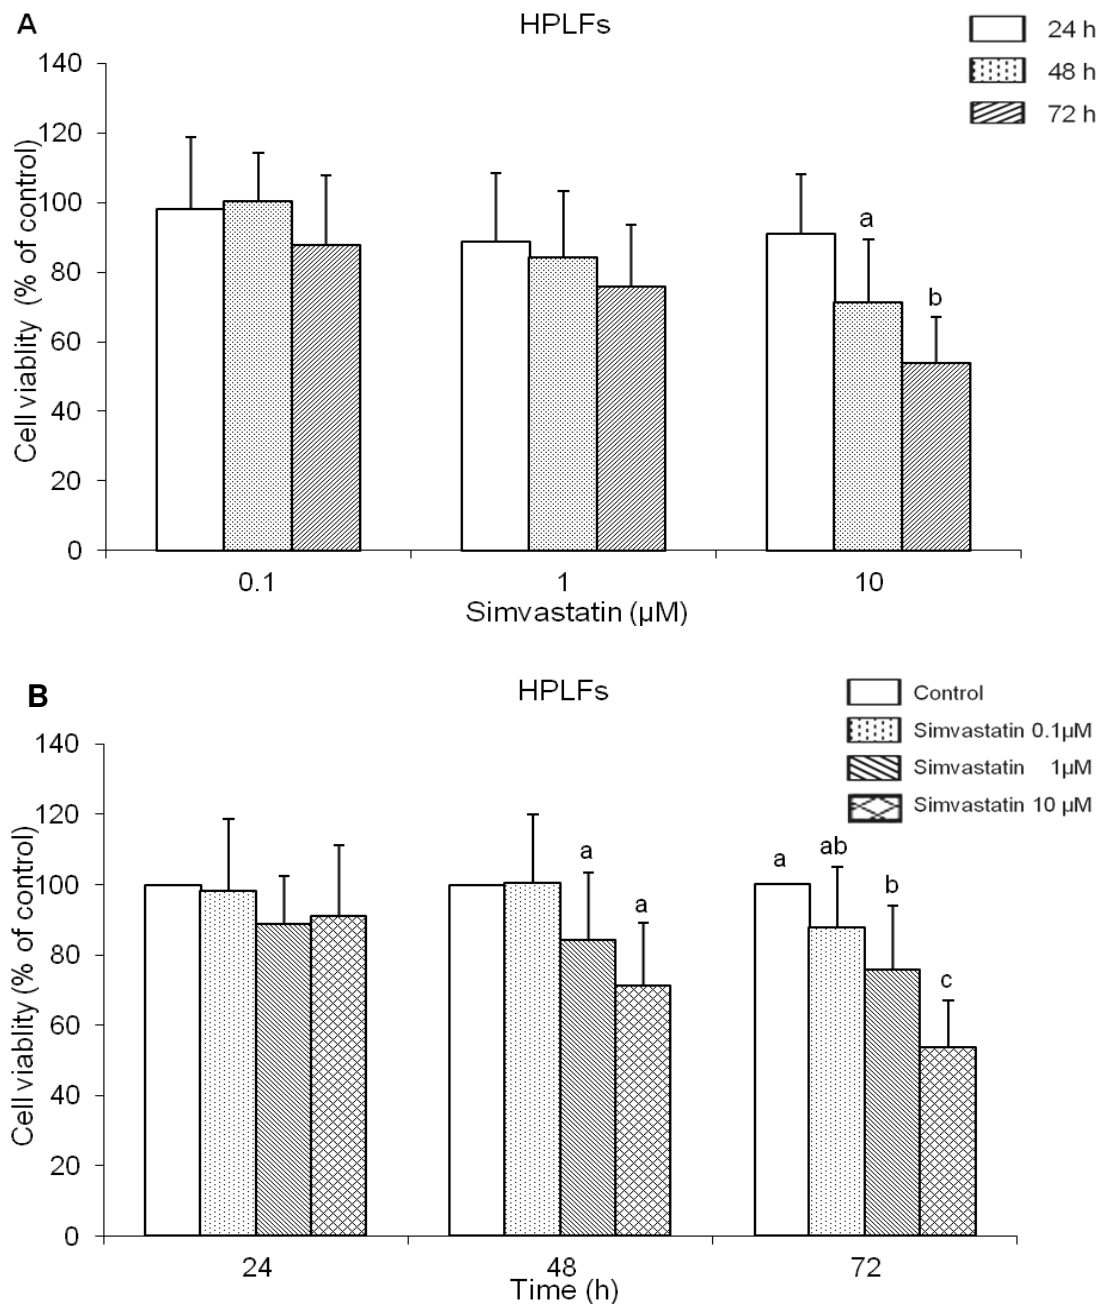 A
HPLFs
24 h
48 h
72 h
Cell viablity (% of control)
140
120
100
80
60
40
20
0
a
b
0.1
1
10
Simvastatin (µM)
B
HPLFs
Control
Simvastatin 0.1µM
Simvastatin 1µM
Simvastatin 10 µM
Cell viablity (% of control)
140
120
100
80
60
40
20
0
a
a
a
ab
b
c
24
48
72
Time (h)